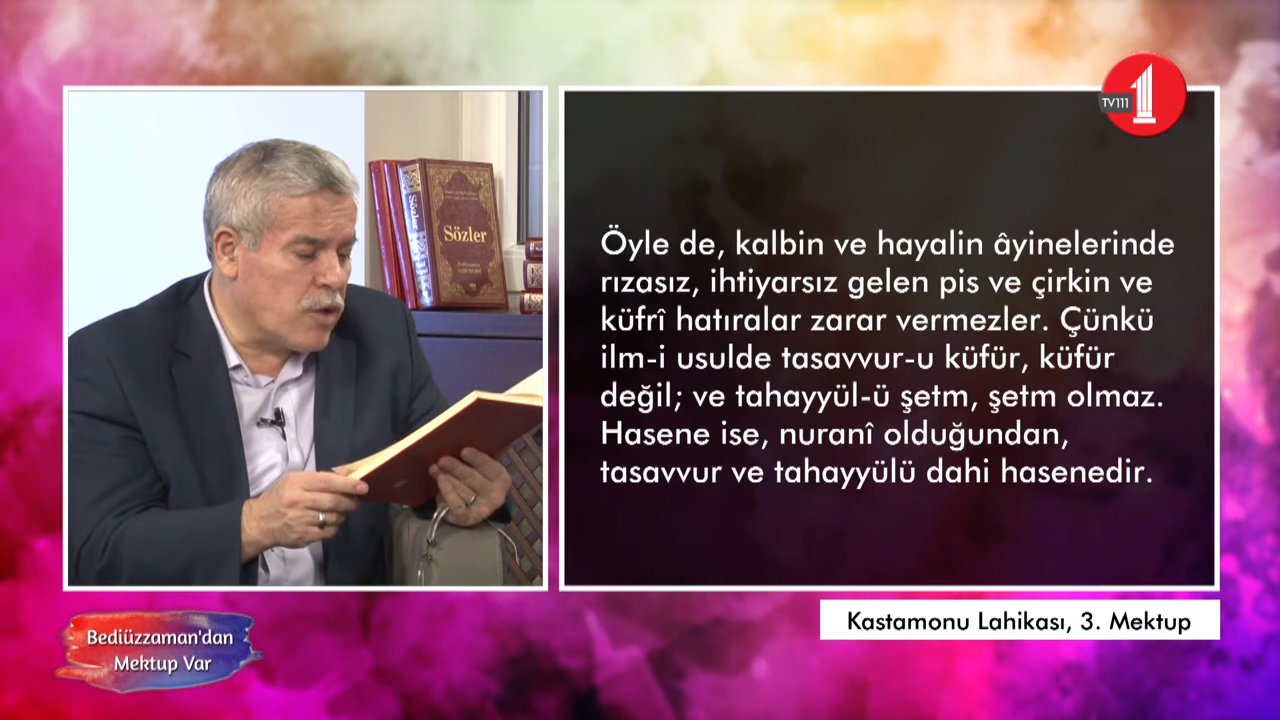 TV111
1
Sözler
Sözler
Öyle de, kalbin ve hayalin âyinelerinde
rızasız, ihtiyarsız gelen pis ve çirkin ve
küfrî hatıralar zarar vermezler. Çünkü
ilm-i usulde tasavvur-u küfür, küfür
değil; ve tahayyül-ü şetm, şetm olmaz.
Hasene ise, nuranî olduğundan,
tasavvur ve tahayyülü dahi hasenedir.
Kastamonu Lahikası, 3. Mektup
Bediüzzaman'dan
Mektup Var